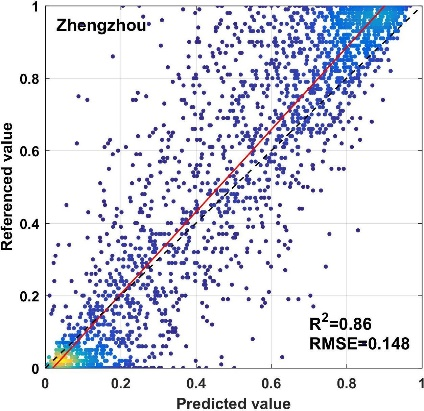 Zhengzhou
1
0.8
0.6
0.4
0.2
0
0 0.2 0.4 0.6 0.8 1
Referenced value
R²=0.86
RMSE=0.148
Predicted value